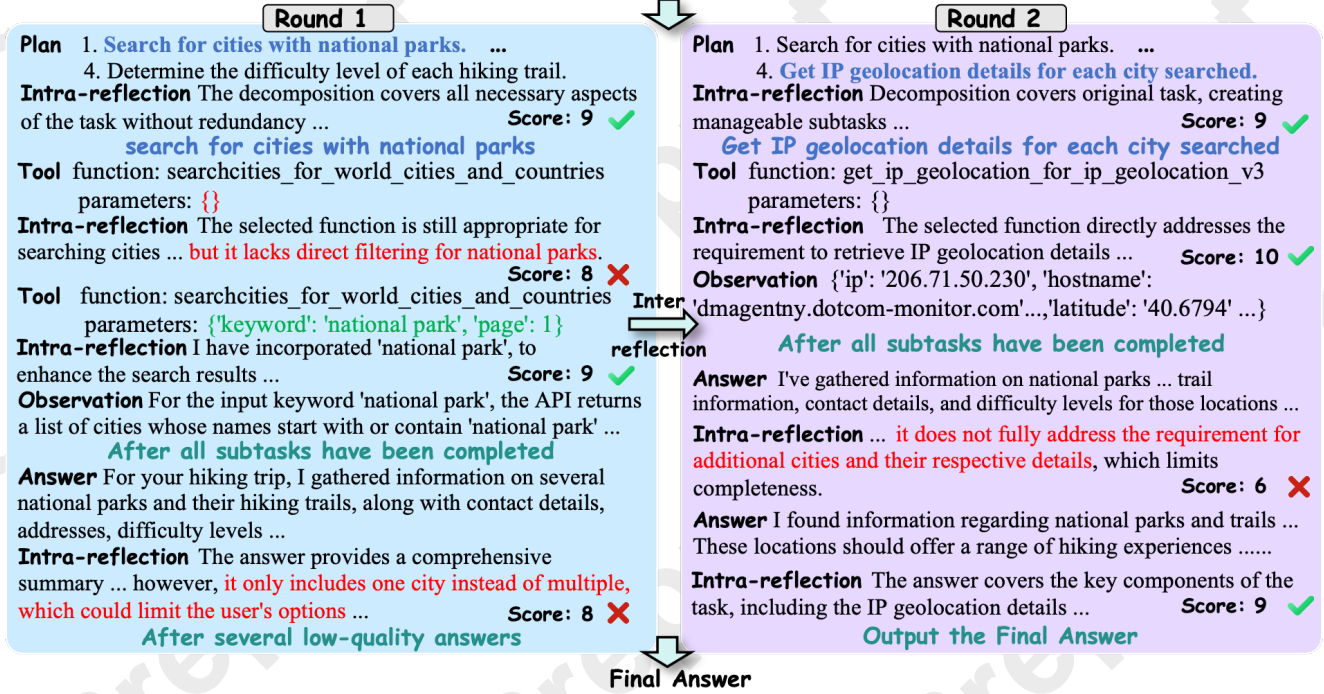 Round 1
Plan 1. Search for cities with national parks. ...
4. Determine the difficulty level of each hiking trail.
Intra-reflection The decomposition covers all necessary aspects
of the task without redundancy ... Score: 9
search for cities with national parks
Tool function: searchcities_for_world_cities_and_countries
parameters: {}
Intra-reflection The selected function is still appropriate for
searching cities ... but it lacks direct filtering for national parks.
Score: 8
Tool function: searchcities_for_world_cities_and_countries
parameters: {'keyword': 'national park', 'page': 1}
Intra-reflection I have incorporated 'national park', to
enhance the search results ... Score: 9
Observation For the input keyword 'national park', the API returns
a list of cities whose names start with or contain 'national park' ...
After all subtasks have been completed
Answer For your hiking trip, I gathered information on several
national parks and their hiking trails, along with contact details,
addresses, difficulty levels ...
Intra-reflection The answer provides a comprehensive
summary ... however, it only includes one city instead of multiple,
which could limit the user's options ... Score: 8
After several low-quality answers
Inter
reflection
Round 2
Plan 1. Search for cities with national parks. ...
4. Get IP geolocation details for each city searched.
Intra-reflection Decomposition covers original task, creating
manageable subtasks ... Score: 9
Get IP geolocation details for each city searched
Tool function: get_ip_geolocation_for_ip_geolocation_v3
parameters: {}
Intra-reflection The selected function directly addresses the
requirement to retrieve IP geolocation details ... Score: 10
Observation {'ip': '206.71.50.230', 'hostname':
'dmagentny.dotcom-monitor.com'...,'latitude': '40.6794' ...}
After all subtasks have been completed
Answer I've gathered information on national parks ... trail
information, contact details, and difficulty levels for those locations ...
Intra-reflection ... it does not fully address the requirement for
additional cities and their respective details, which limits
completeness. Score: 6
Answer I found information regarding national parks and trails ...
These locations should offer a range of hiking experiences ......
Intra-reflection The answer covers the key components of the
task, including the IP geolocation details ... Score: 9
Output the Final Answer
Final Answer